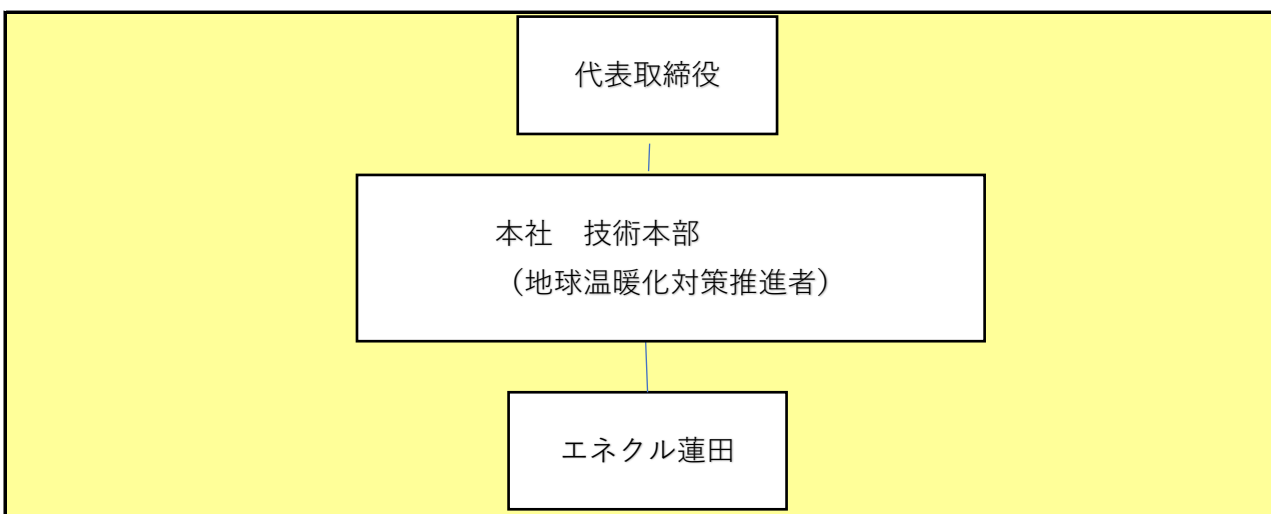 代表取締役
本社　技術本部
（地球温暖化対策推進者）
エネクル蓮田